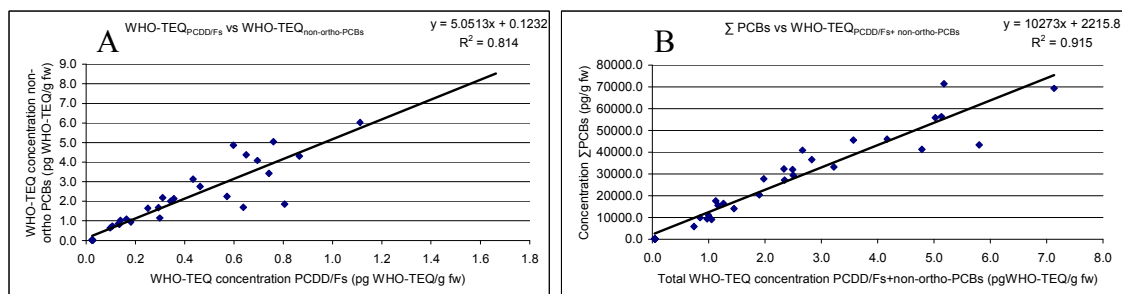 A
WHO-TEQPCDD/Fs vs WHO-TEQnon-ortho-PCBs
y = 5.0513x + 0.1232
R² = 0.814
WHO-TEQ concentration non-
ortho PCBs (pg WHO-TEQ/g fw)
9.0
8.0
7.0
6.0
5.0
4.0
3.0
2.0
1.0
0.0
0.0 0.2 0.4 0.6 0.8 1.0 1.2 1.4 1.6 1.8
WHO-TEQ concentration PCDD/Fs (pg WHO-TEQ/g fw)
B
∑ PCBs vs WHO-TEQPCDD/Fs+ non-ortho-PCBs
y = 10273x + 2215.8
R² = 0.915
Concentration ∑PCBs (pg/g fw)
80000.0
70000.0
60000.0
50000.0
40000.0
30000.0
20000.0
10000.0
0.0
0.0 1.0 2.0 3.0 4.0 5.0 6.0 7.0 8.0
Total WHO-TEQ concentration PCDD/Fs+non-ortho-PCBs (pgWHO-TEQ/g fw)